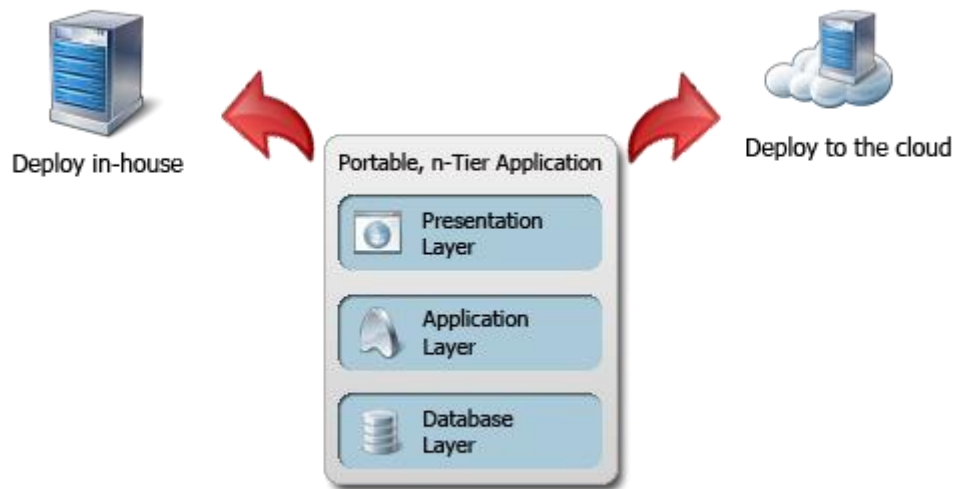 Deploy in-house
Deploy to the cloud
Portable, n-Tier Application
Presentation
Layer
Application
Layer
Database
Layer